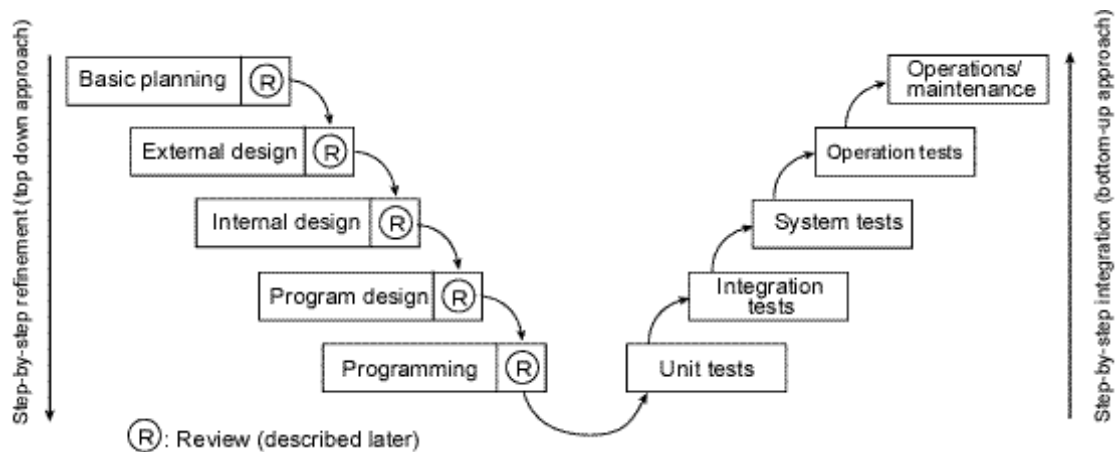 Step-by-step refinement (top down approach)
Basic planning R
External design R
Internal design R
Program design R
Programming R
R: Review (described later)
Unit tests
Integration
tests
System tests
Operation tests
Operations/
maintenance
Step-by-step integration (bottom-up approach)